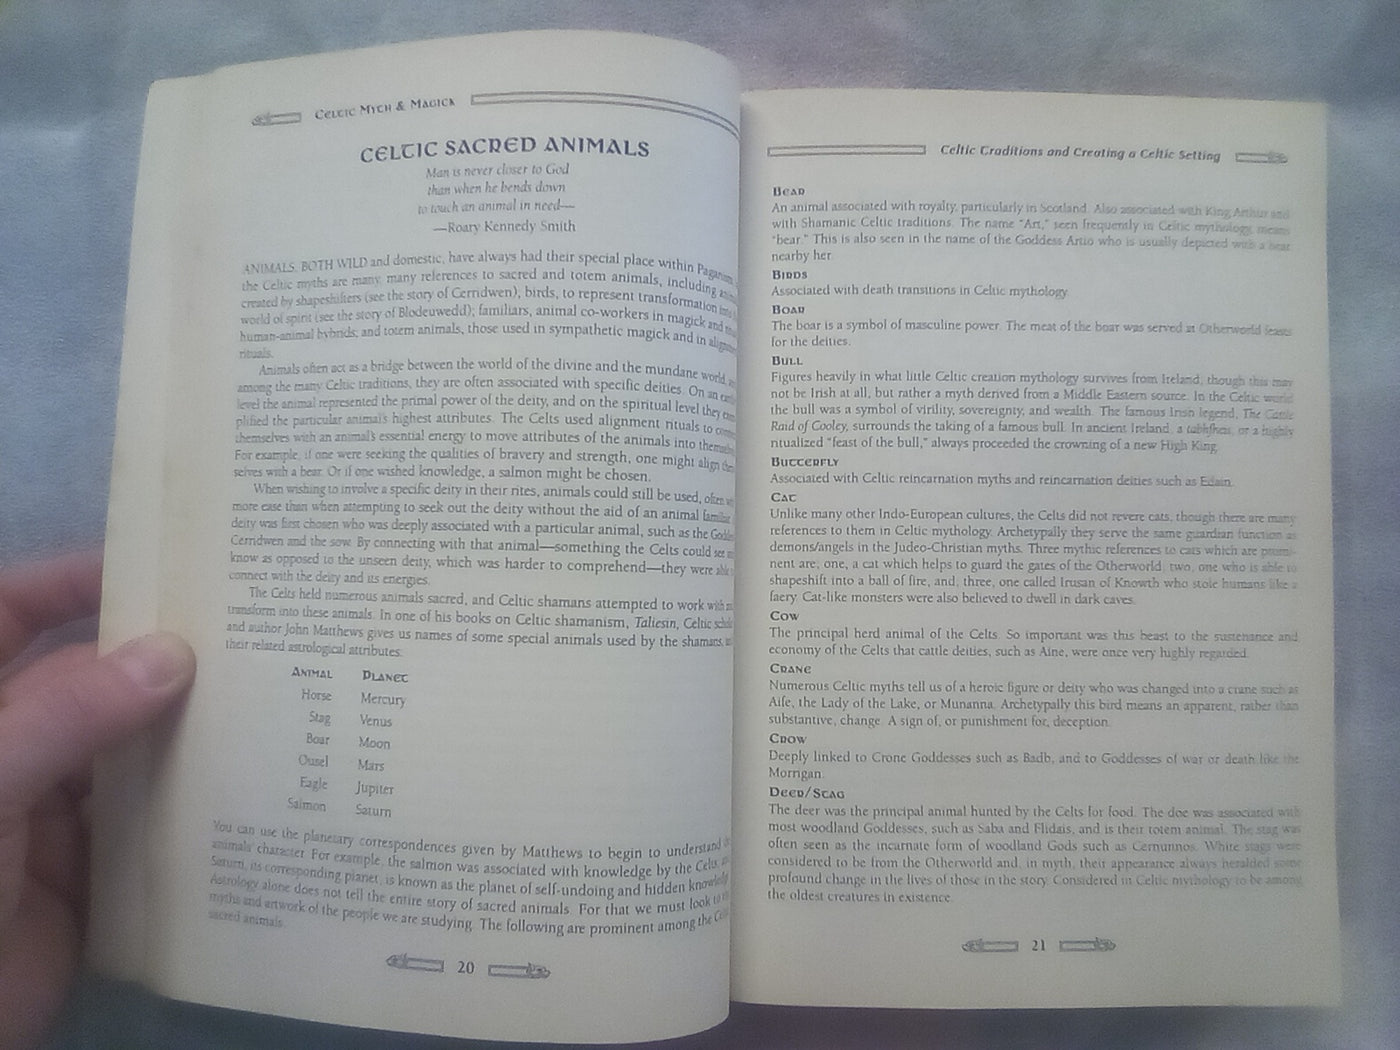 Celtic Myth & Magick
CELTIC SACRED ANIMALS
Man is never closer to God
than when he bends down
to touch an animal in need—
—Roary Kennedy Smith
ANIMALS, BOTH WILD and domestic, have always had their special place within Paganism.
the Celtic myths are many, many references to sacred and totem animals, including
created by shapeshifters (see the story of Cerridwen); birds, to represent transformation
world of spirit (see the story of Blodeuwedd); familiars, animal co-workers in magick and
human-animal hybrids; and totem animals, those used in sympathetic magick and in
rituals.
Animals often act as a bridge between the world of the divine and the mundane world,
among the many Celtic traditions, they are often associated with specific deities. On an
level the animal represented the primal power of the deity, and on the spiritual level they
plified the particular animal's highest attributes. The Celts used alignment rituals to
themselves with an animal's essential energy to move attributes of the animals into
For example, if one were seeking the qualities of bravery and strength, one might align
selves with a bear. Or if one wished knowledge, a salmon might be chosen.
When wishing to involve a specific deity in their rites, animals could still be used, often
more ease than when attempting to seek out the deity without the aid of an animal
deity was first chosen who was deeply associated with a particular animal, such as the
Cerridwen and the sow. By connecting with that animal—something the Celts could see
know as opposed to the unseen deity, which was harder to comprehend—they were able
connect with the deity and its energies.
The Celts held numerous animals sacred, and Celtic shamans attempted to work with
transform into these animals. In one of his books on Celtic shamanism, Taliesin, Celtic
and author John Matthews gives us names of some special animals used by the shamans,
their related astrological attributes:
ANIMAL PLANET
Horse Mercury
Stag Venus
Boar Moon
Ousel Mars
Eagle Jupiter
Salmon Saturn
You can use the planetary correspondences given by Matthews to begin to understand
animals' character. For example, the salmon was associated with knowledge by the Celts,
Saturn, its corresponding planet, is known as the planet of self-undoing and hidden knowledge.
Astrology alone does not tell the entire story of sacred animals. For that we must look to
myths and artwork of the people we are studying. The following are prominent among the
sacred animals.
20
Celtic Traditions and Creating a Celtic Setting
BEAR
An animal associated with royalty, particularly in Scotland. Also associated with King Arthur and
with Shamanic Celtic traditions. The name "Art," seen frequently in Celtic mythology, means
"bear." This is also seen in the name of the Goddess Artio who is usually depicted with a bear
nearby her.
BIRDS
Associated with death transitions in Celtic mythology.
BOAR
The boar is a symbol of masculine power. The meat of the boar was served at Otherworld feasts
for the deities.
BULL
Figures heavily in what little Celtic creation mythology survives from Ireland, though this may
not be Irish at all, but rather a myth derived from a Middle Eastern source. In the Celtic world
the bull was a symbol of virility, sovereignty, and wealth. The famous Irish legend, The Cattle
Raid of Cooley, surrounds the taking of a famous bull. In ancient Ireland, a or a highly
ritualized "feast of the bull," always proceeded the crowning of a new High King.
BUTTERFLY
Associated with Celtic reincarnation myths and reincarnation deities such as Edain.
CAT
Unlike many other Indo-European cultures, the Celts did not revere cats, though there are many
references to them in Celtic mythology. Archetypally they serve the same guardian function as
demons/angels in the Judeo-Christian myths. Three mythic references to cats which are promi-
nent are, one, a cat which helps to guard the gates of the Otherworld; two, one who is able to
shapeshift into a ball of fire; and, three, one called Irusan of Knowth who stole humans like a
faery. Cat-like monsters were also believed to dwell in dark caves.
COW
The principal herd animal of the Celts. So important was this beast to the sustenance and
economy of the Celts that cattle deities, such as Aine, were once very highly regarded.
CRANE
Numerous Celtic myths tell us of a heroic figure or deity who was changed into a crane such as
Aife, the Lady of the Lake, or Munanna. Archetypally this bird means an apparent, rather than
substantive, change. A sign of, or punishment for, deception.
CROW
Deeply linked to Crone Goddesses such as Badb, and to Goddesses of war or death like the
Morrigan.
DEER/STAG
The deer was the principal animal hunted by the Celts for food. The doe was associated with
most woodland Goddesses, such as Saba and Flidais, and is their totem animal. The stag was
often seen as the incarnate form of woodland Gods such as Cernunnos. White stags were
considered to be from the Otherworld and, in myth, their appearance always heralded some
profound change in the lives of those in the story. Considered in Celtic mythology to be among
the oldest creatures in existence.
21